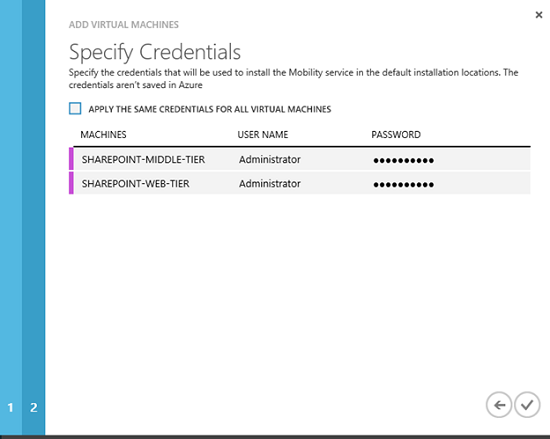 ADD VIRTUAL MACHINES
Specify Credentials
Specify the credentials that will be used to install the Mobility service in the default installation locations. The
credentials aren't saved in Azure
APPLY THE SAME CREDENTIALS FOR ALL VIRTUAL MACHINES
MACHINES USER NAME PASSWORD
SHAREPOINT-MIDDLE-TIER Administrator ●●●●●●●●●●
SHAREPOINT-WEB-TIER Administrator ●●●●●●●●●●
1 2